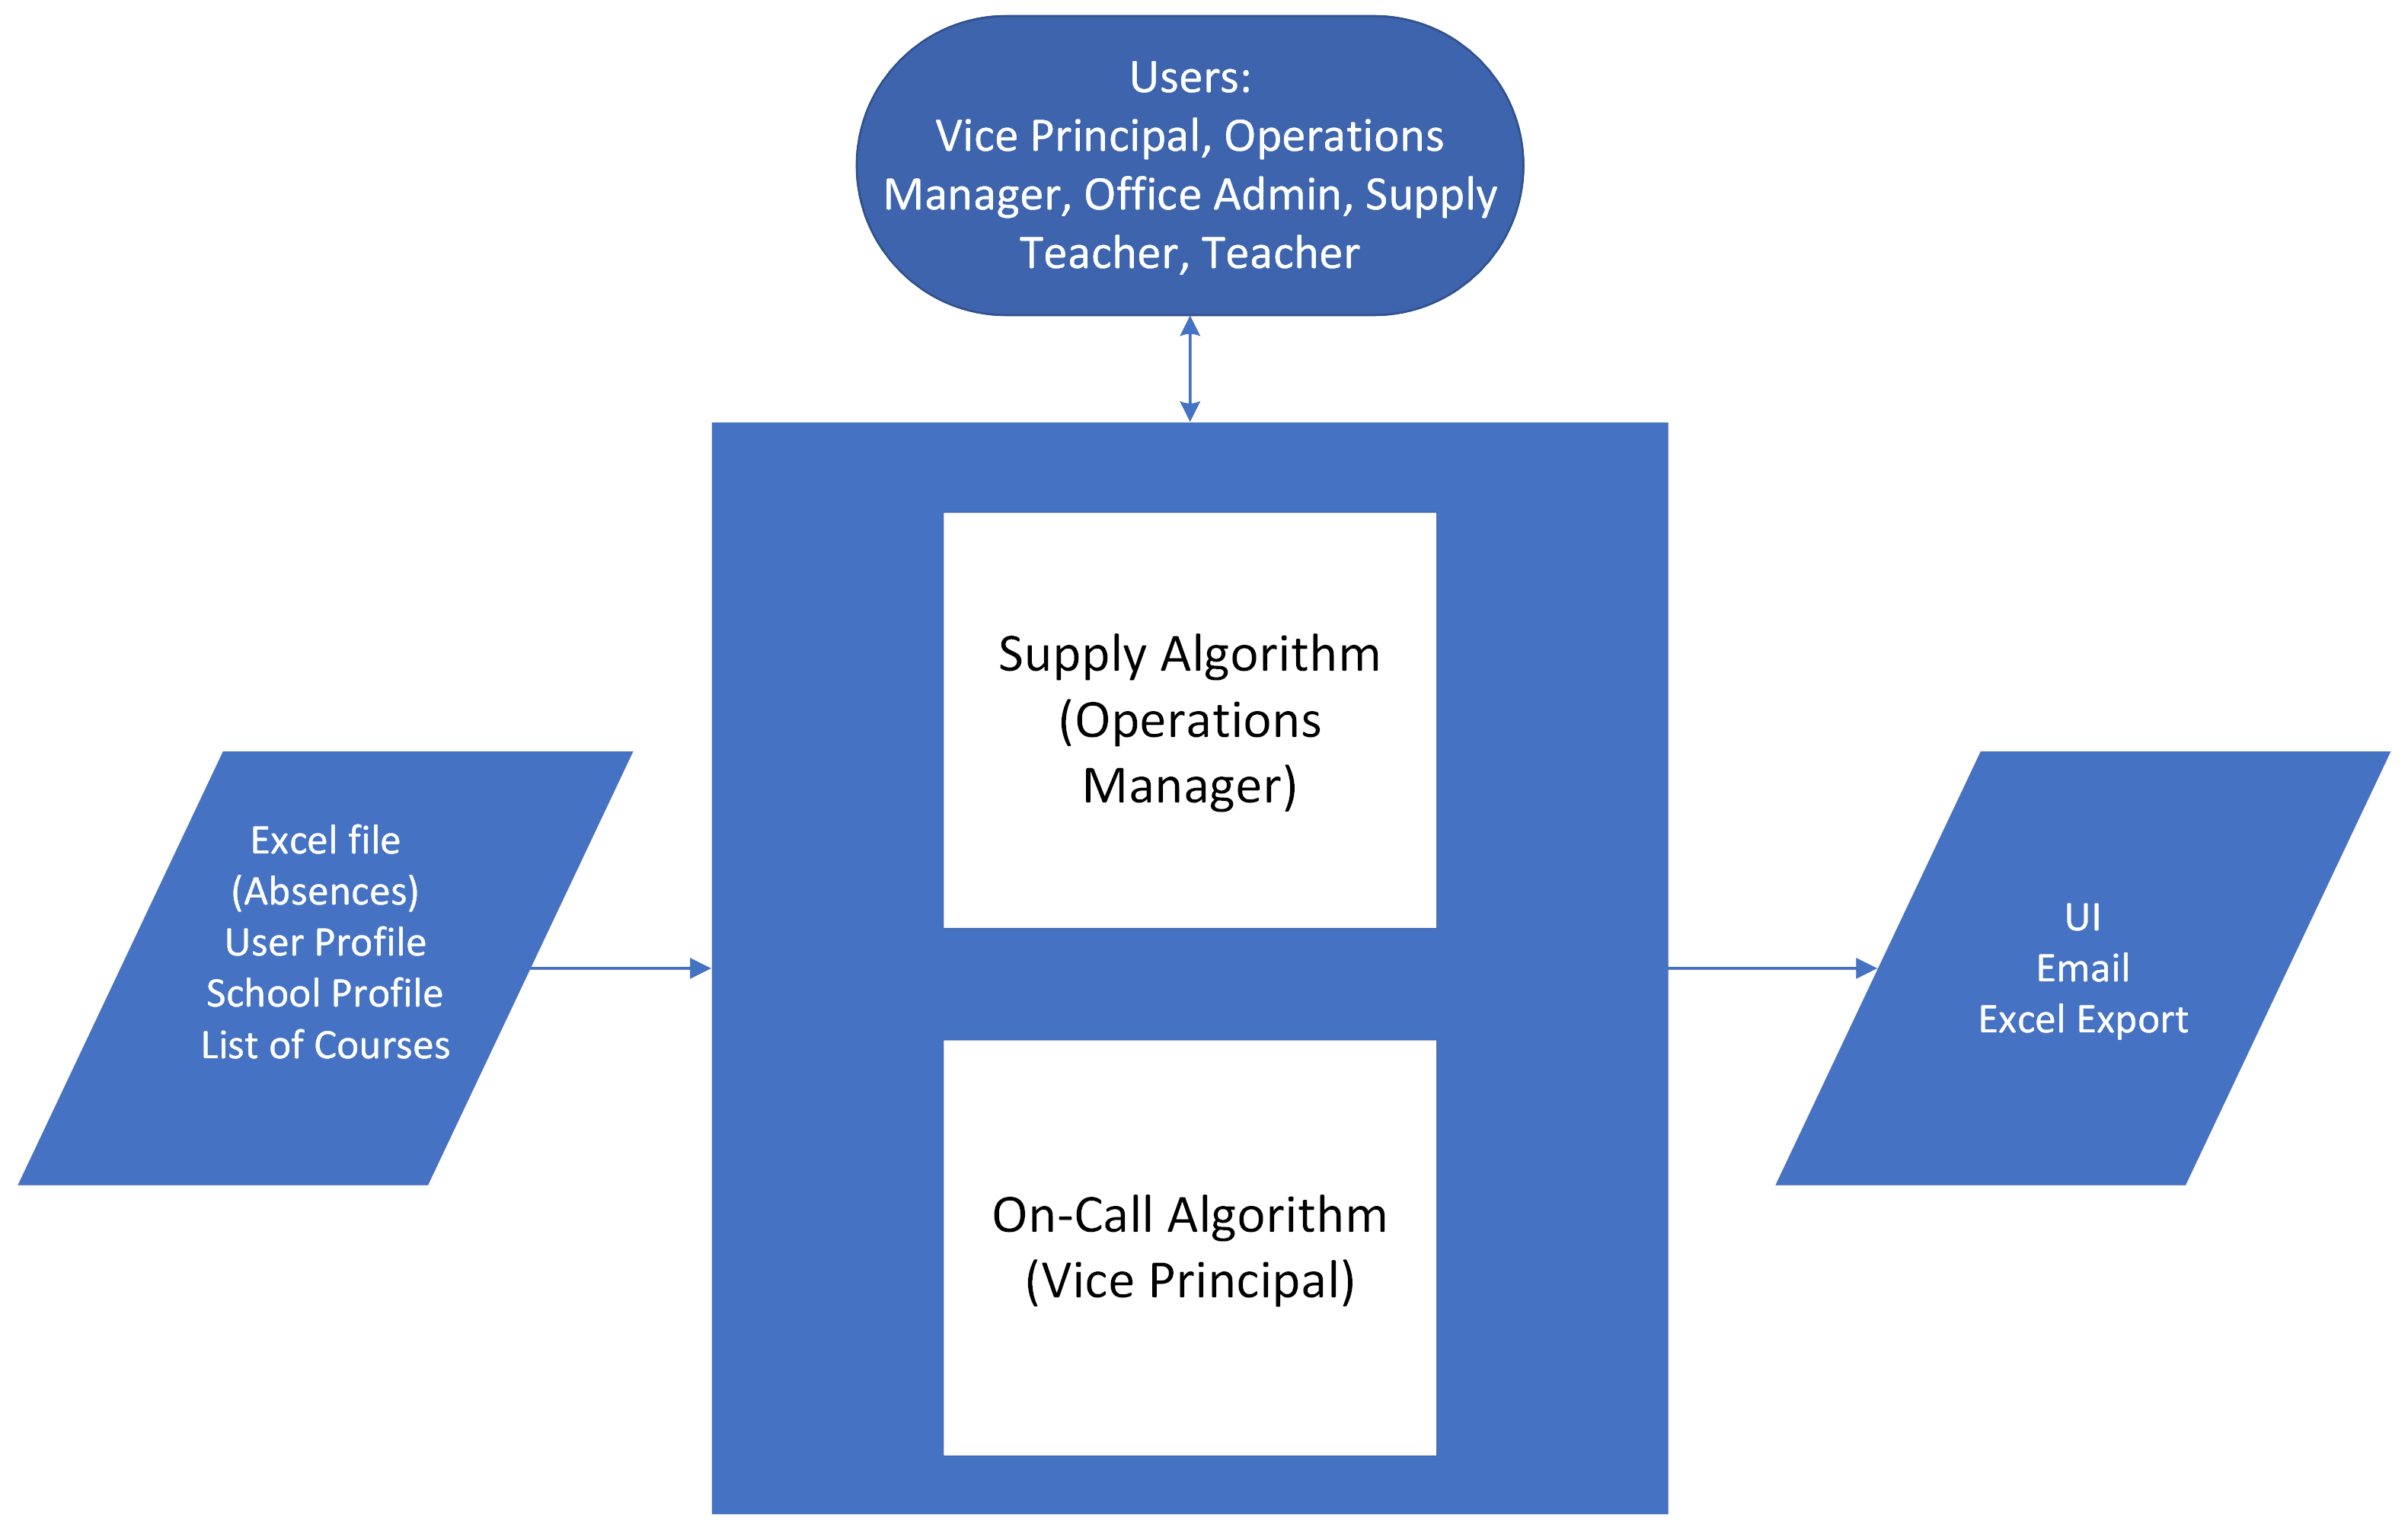 Users:
Vice Principal, Operations
Manager, Office Admin, Supply
Teacher, Teacher
Supply Algorithm
(Operations
Manager)
Excel file
(Absences)
User Profile
School Profile
List of Courses
UI
Email
Excel Export
On-Call Algorithm
(Vice Principal)